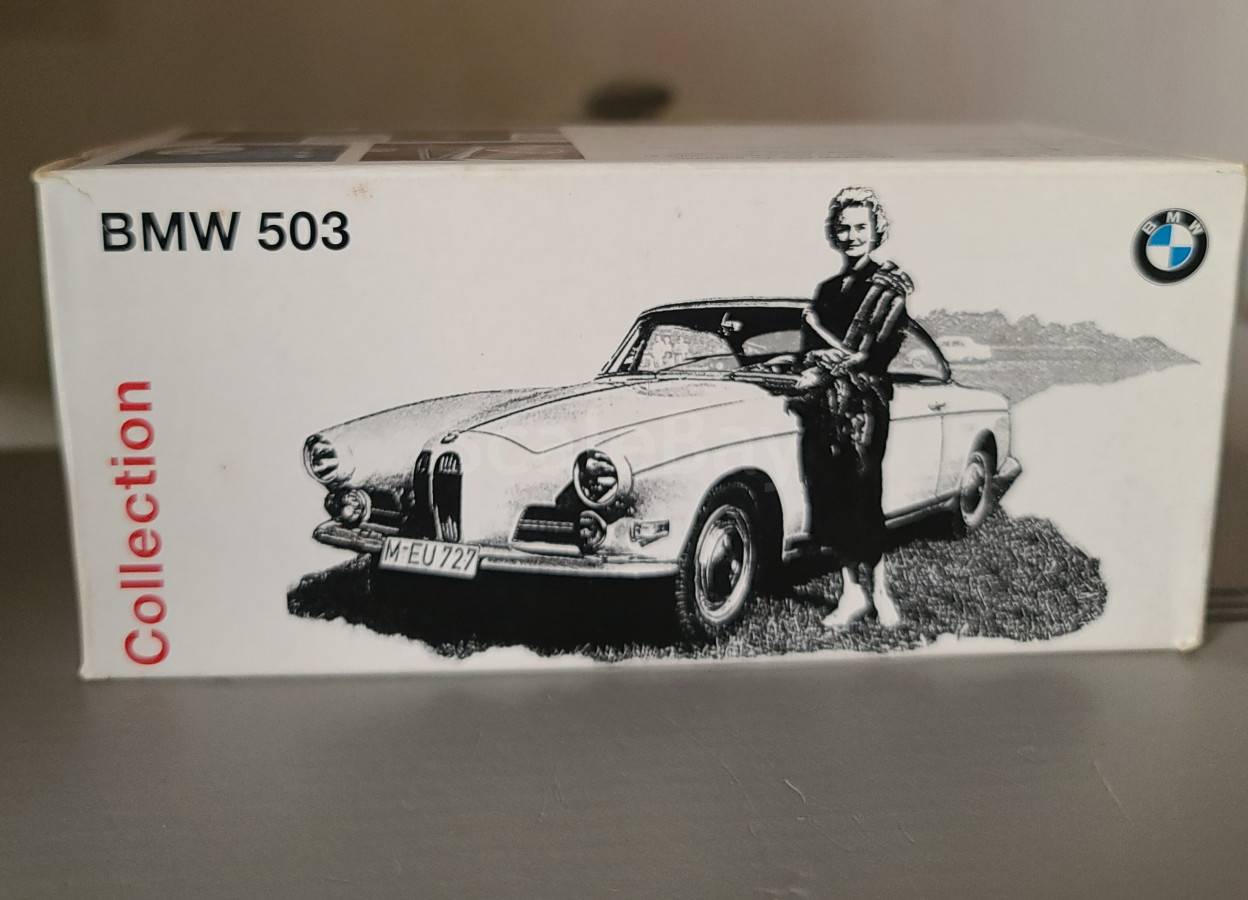 BMW 503
BMW
Collection
M-EU 727